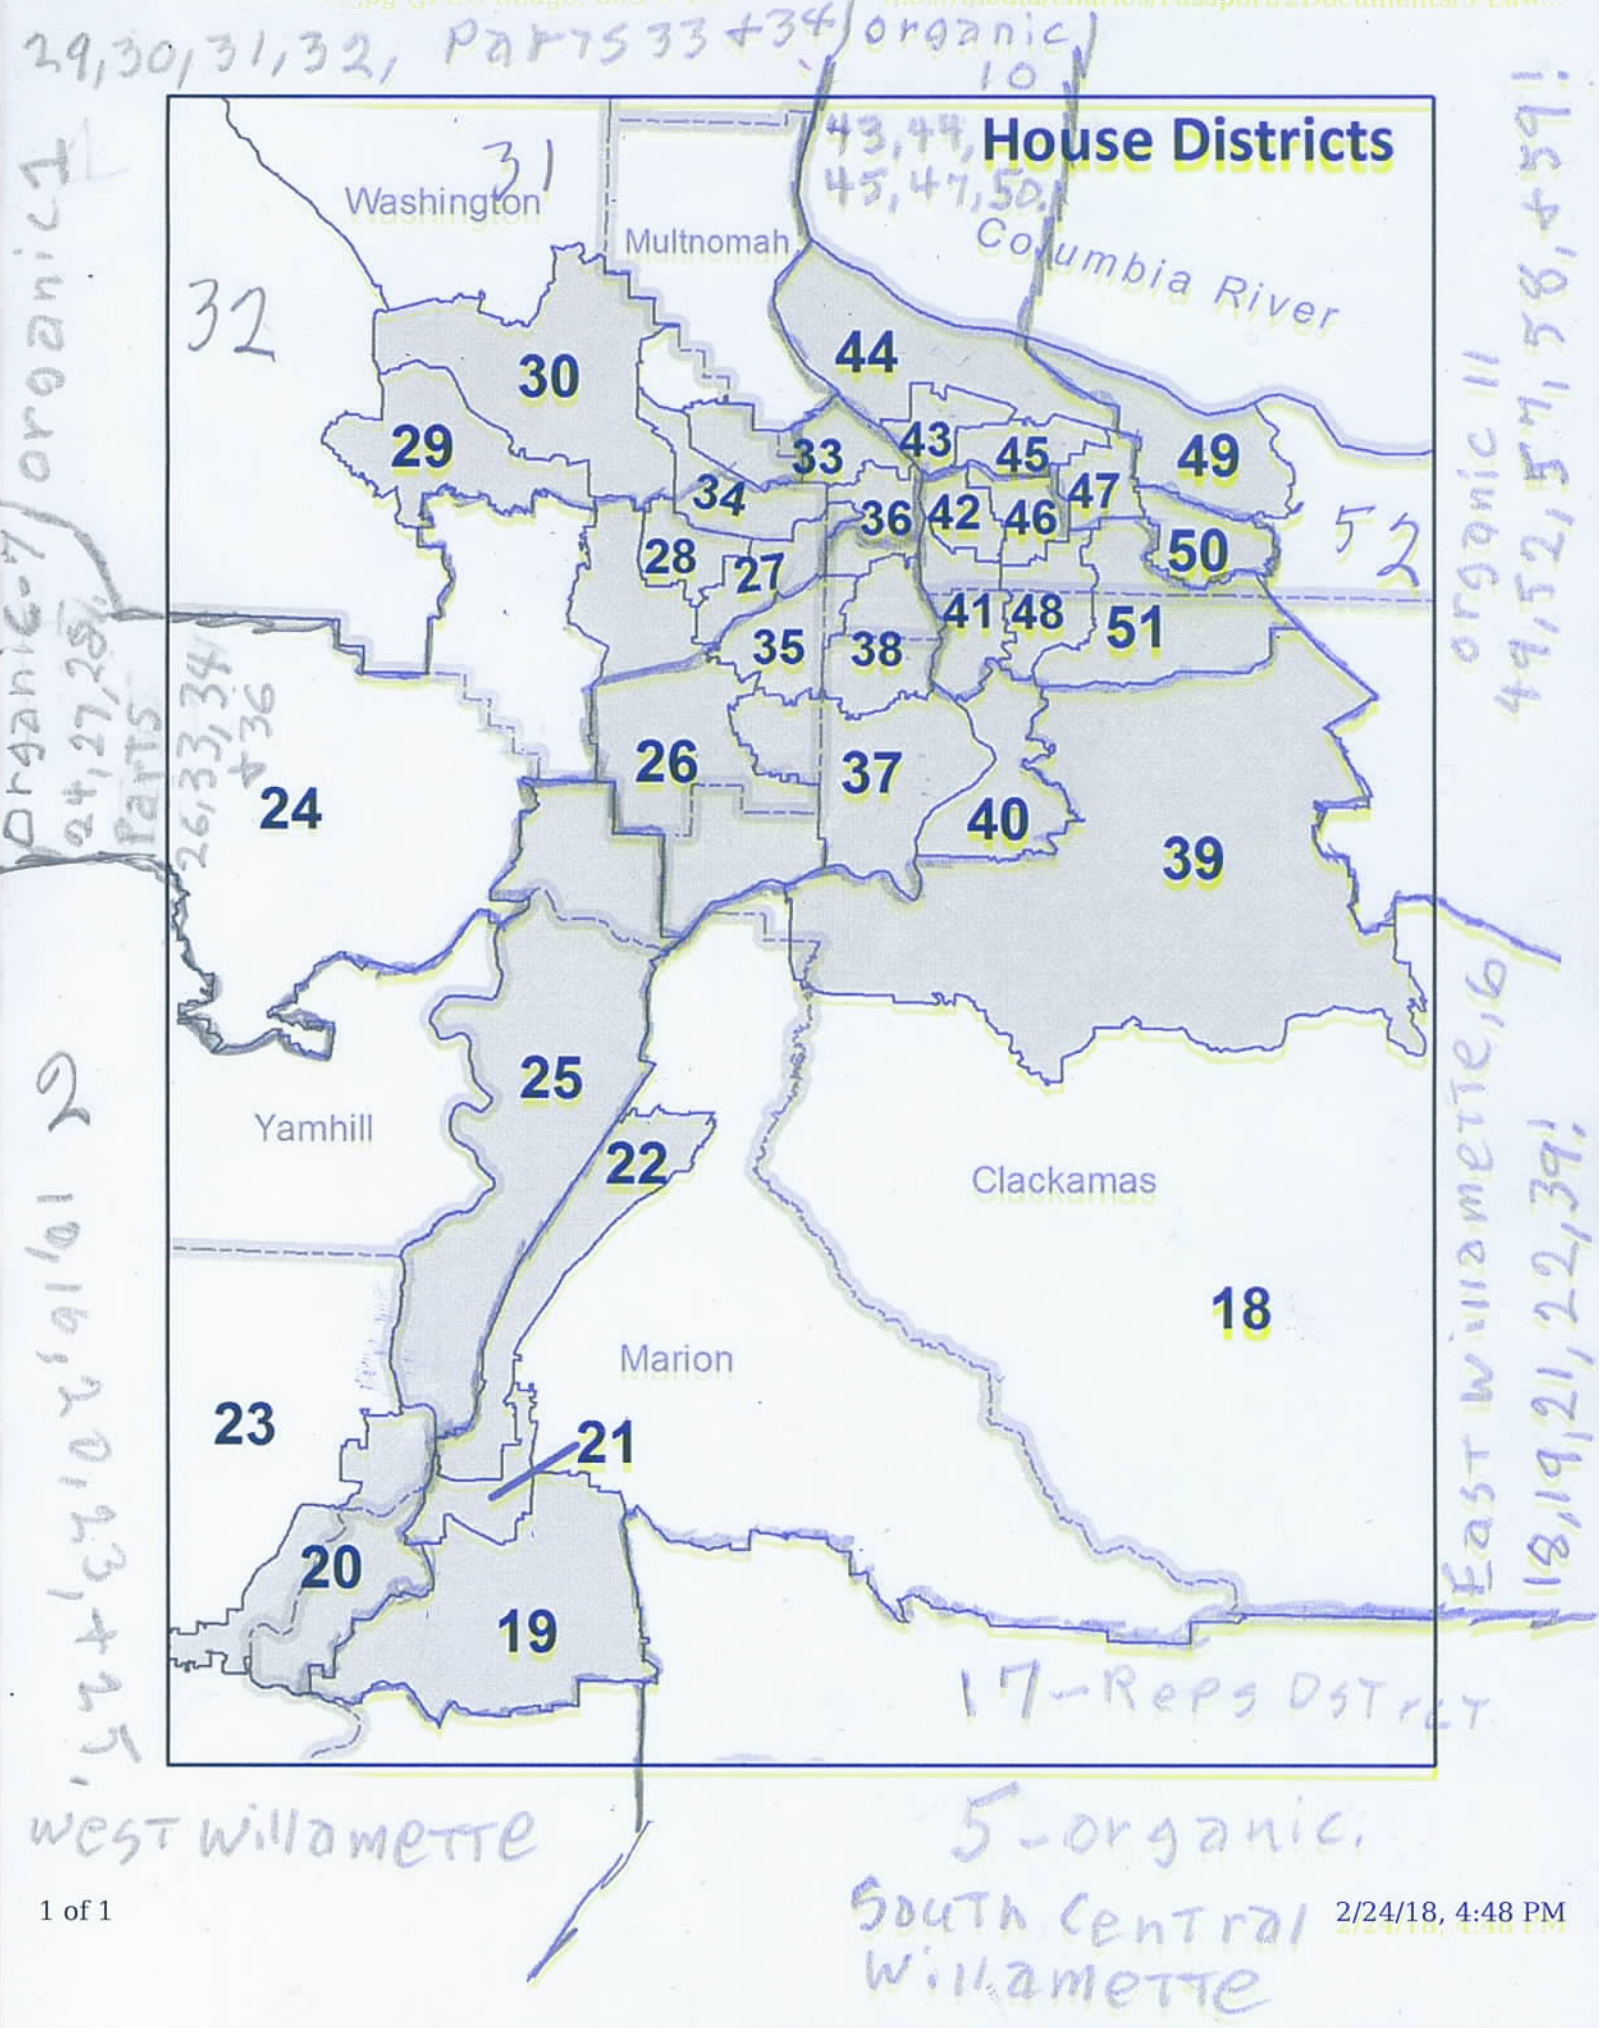 29,30,31,32, Parts 33+34/organic
10
43,44,
45,47,50.
House Districts
31
Washington
Multnomah
Columbia River
32
organic 1
30
44
29
43
33
45
49
34
36
42
46
47
52
28
27
50
41
48
51
35
38
26
37
40
24
39
organic-7
24,27,28,
Parts
26,33,34
+36
organic 11
49,52,57,58,+59!
25
Yamhill
22
Clackamas
18
Marion
23
21
20
19
17-Reps DSTrcT
2
West Willamette
East Willamette, 6
18,19,21,22,39!
5-organic.
South Central
Willamette
1 of 1
2/24/18, 4:48 PM